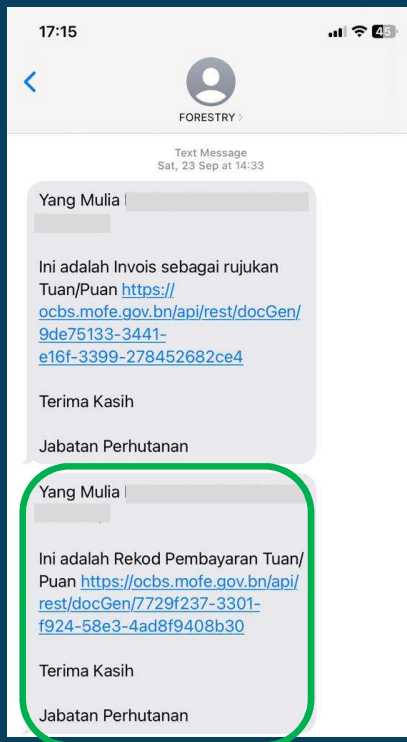 17:15
45
FORESTRY
Text Message
Sat, 23 Sep at 14:33
Yang Mulia
Ini adalah Invois sebagai rujukan
Tuan/Puan https://
ocbs.mofe.gov.bn/api/rest/docGen/
9de75133-3441-
e16f-3399-278452682ce4
Terima Kasih
Jabatan Perhutanan
Yang Mulia
Ini adalah Rekod Pembayaran Tuan/
Puan https://ocbs.mofe.gov.bn/api/
rest/docGen/7729f237-3301-
f924-58e3-4ad8f9408b30
Terima Kasih
Jabatan Perhutanan